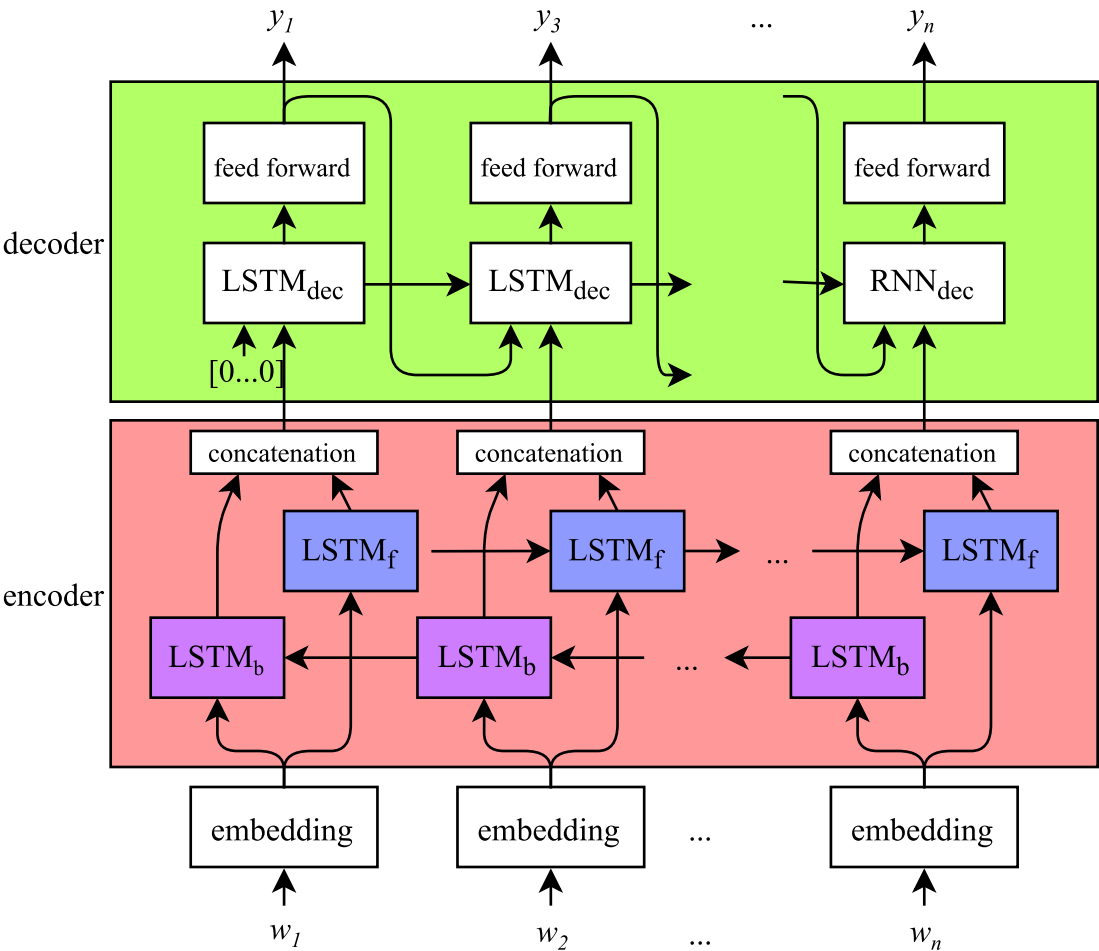 y1 y3 ... yn
feed forward feed forward feed forward
decoder
LSTMdec LSTMdec RNNdec
[0...0]
concatenation concatenation concatenation
LSTMf LSTMf ... LSTMf
encoder
LSTMb LSTMb ... LSTMb
embedding embedding ... embedding
w1 w2 ... wn